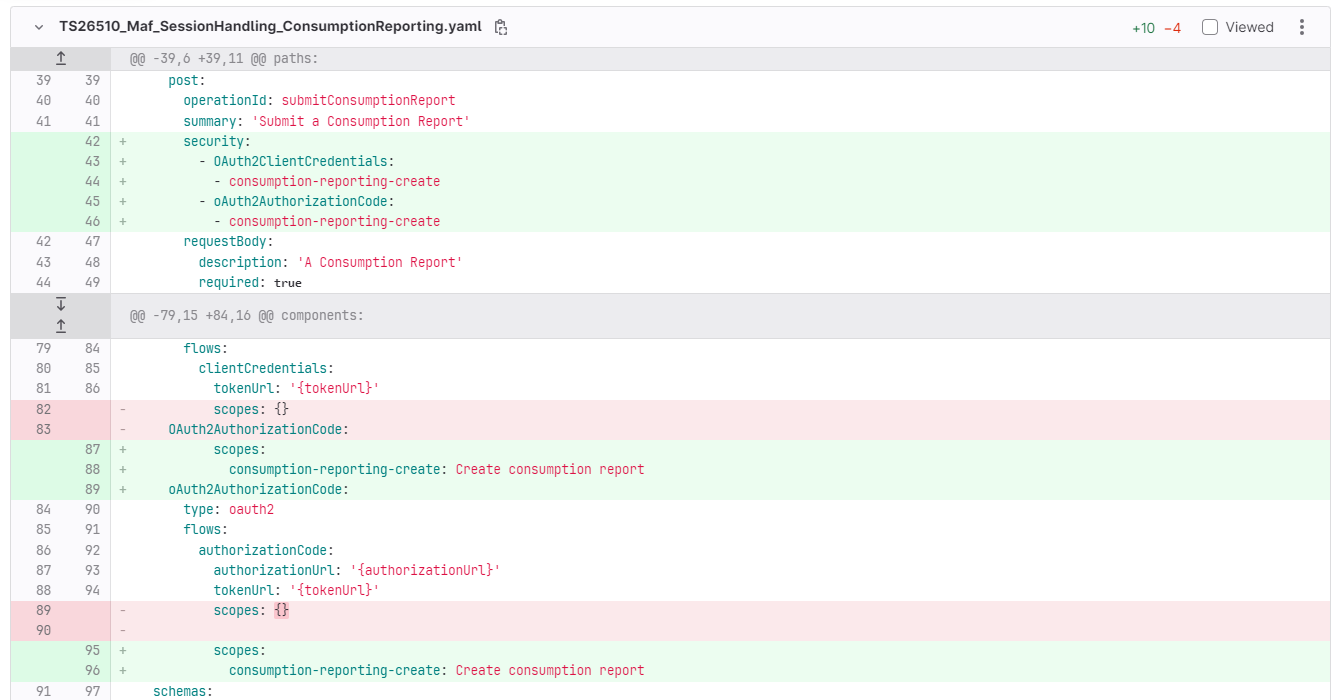 TS26510_Maf_SessionHandling_ConsumptionReporting.yaml +10 −4 Viewed
@@ -39,6 +39,11 @@ paths:
39 39 post:
40 40 operationId: submitConsumptionReport
41 41 summary: 'Submit a Consumption Report'
42 + security:
43 + - OAuth2ClientCredentials:
44 + - consumption-reporting-create
45 + - oAuth2AuthorizationCode:
46 + - consumption-reporting-create
42 47 requestBody:
43 48 description: 'A Consumption Report'
44 49 required: true
@@ -79,15 +84,16 @@ components:
79 84 flows:
80 85 clientCredentials:
81 86 tokenUrl: '{tokenUrl}'
82 - scopes: {}
83 - OAuth2AuthorizationCode:
87 + scopes:
88 + consumption-reporting-create: Create consumption report
89 + oAuth2AuthorizationCode:
84 90 type: oauth2
85 91 flows:
86 92 authorizationCode:
87 93 authorizationUrl: '{authorizationUrl}'
88 94 tokenUrl: '{tokenUrl}'
89 - scopes: {}
90 -
95 + scopes:
96 + consumption-reporting-create: Create consumption report
91 97 schemas: